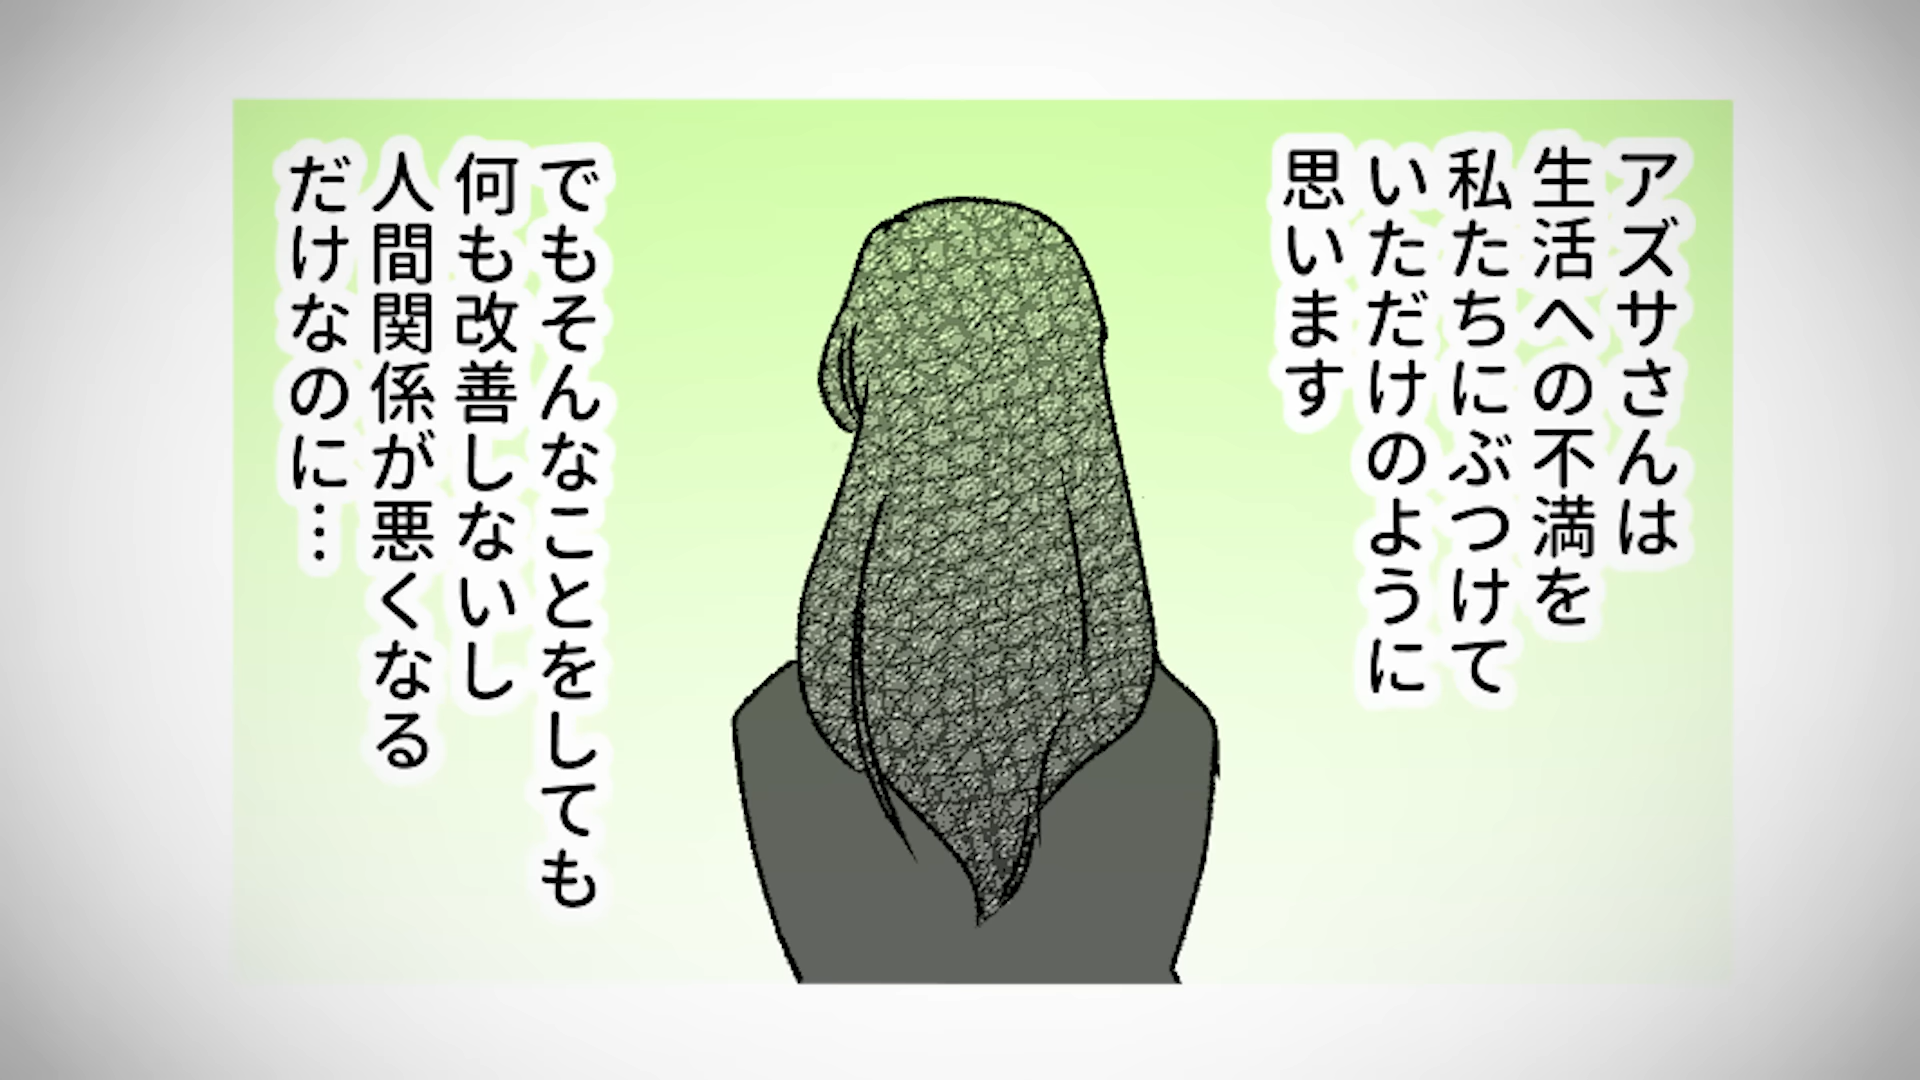 アズサさんは
生活への不満を
私たちにぶつけて
いただけのように
思います
でもそんなことをしても
何も改善しないし
人間関係が悪くなる
だけなのに…